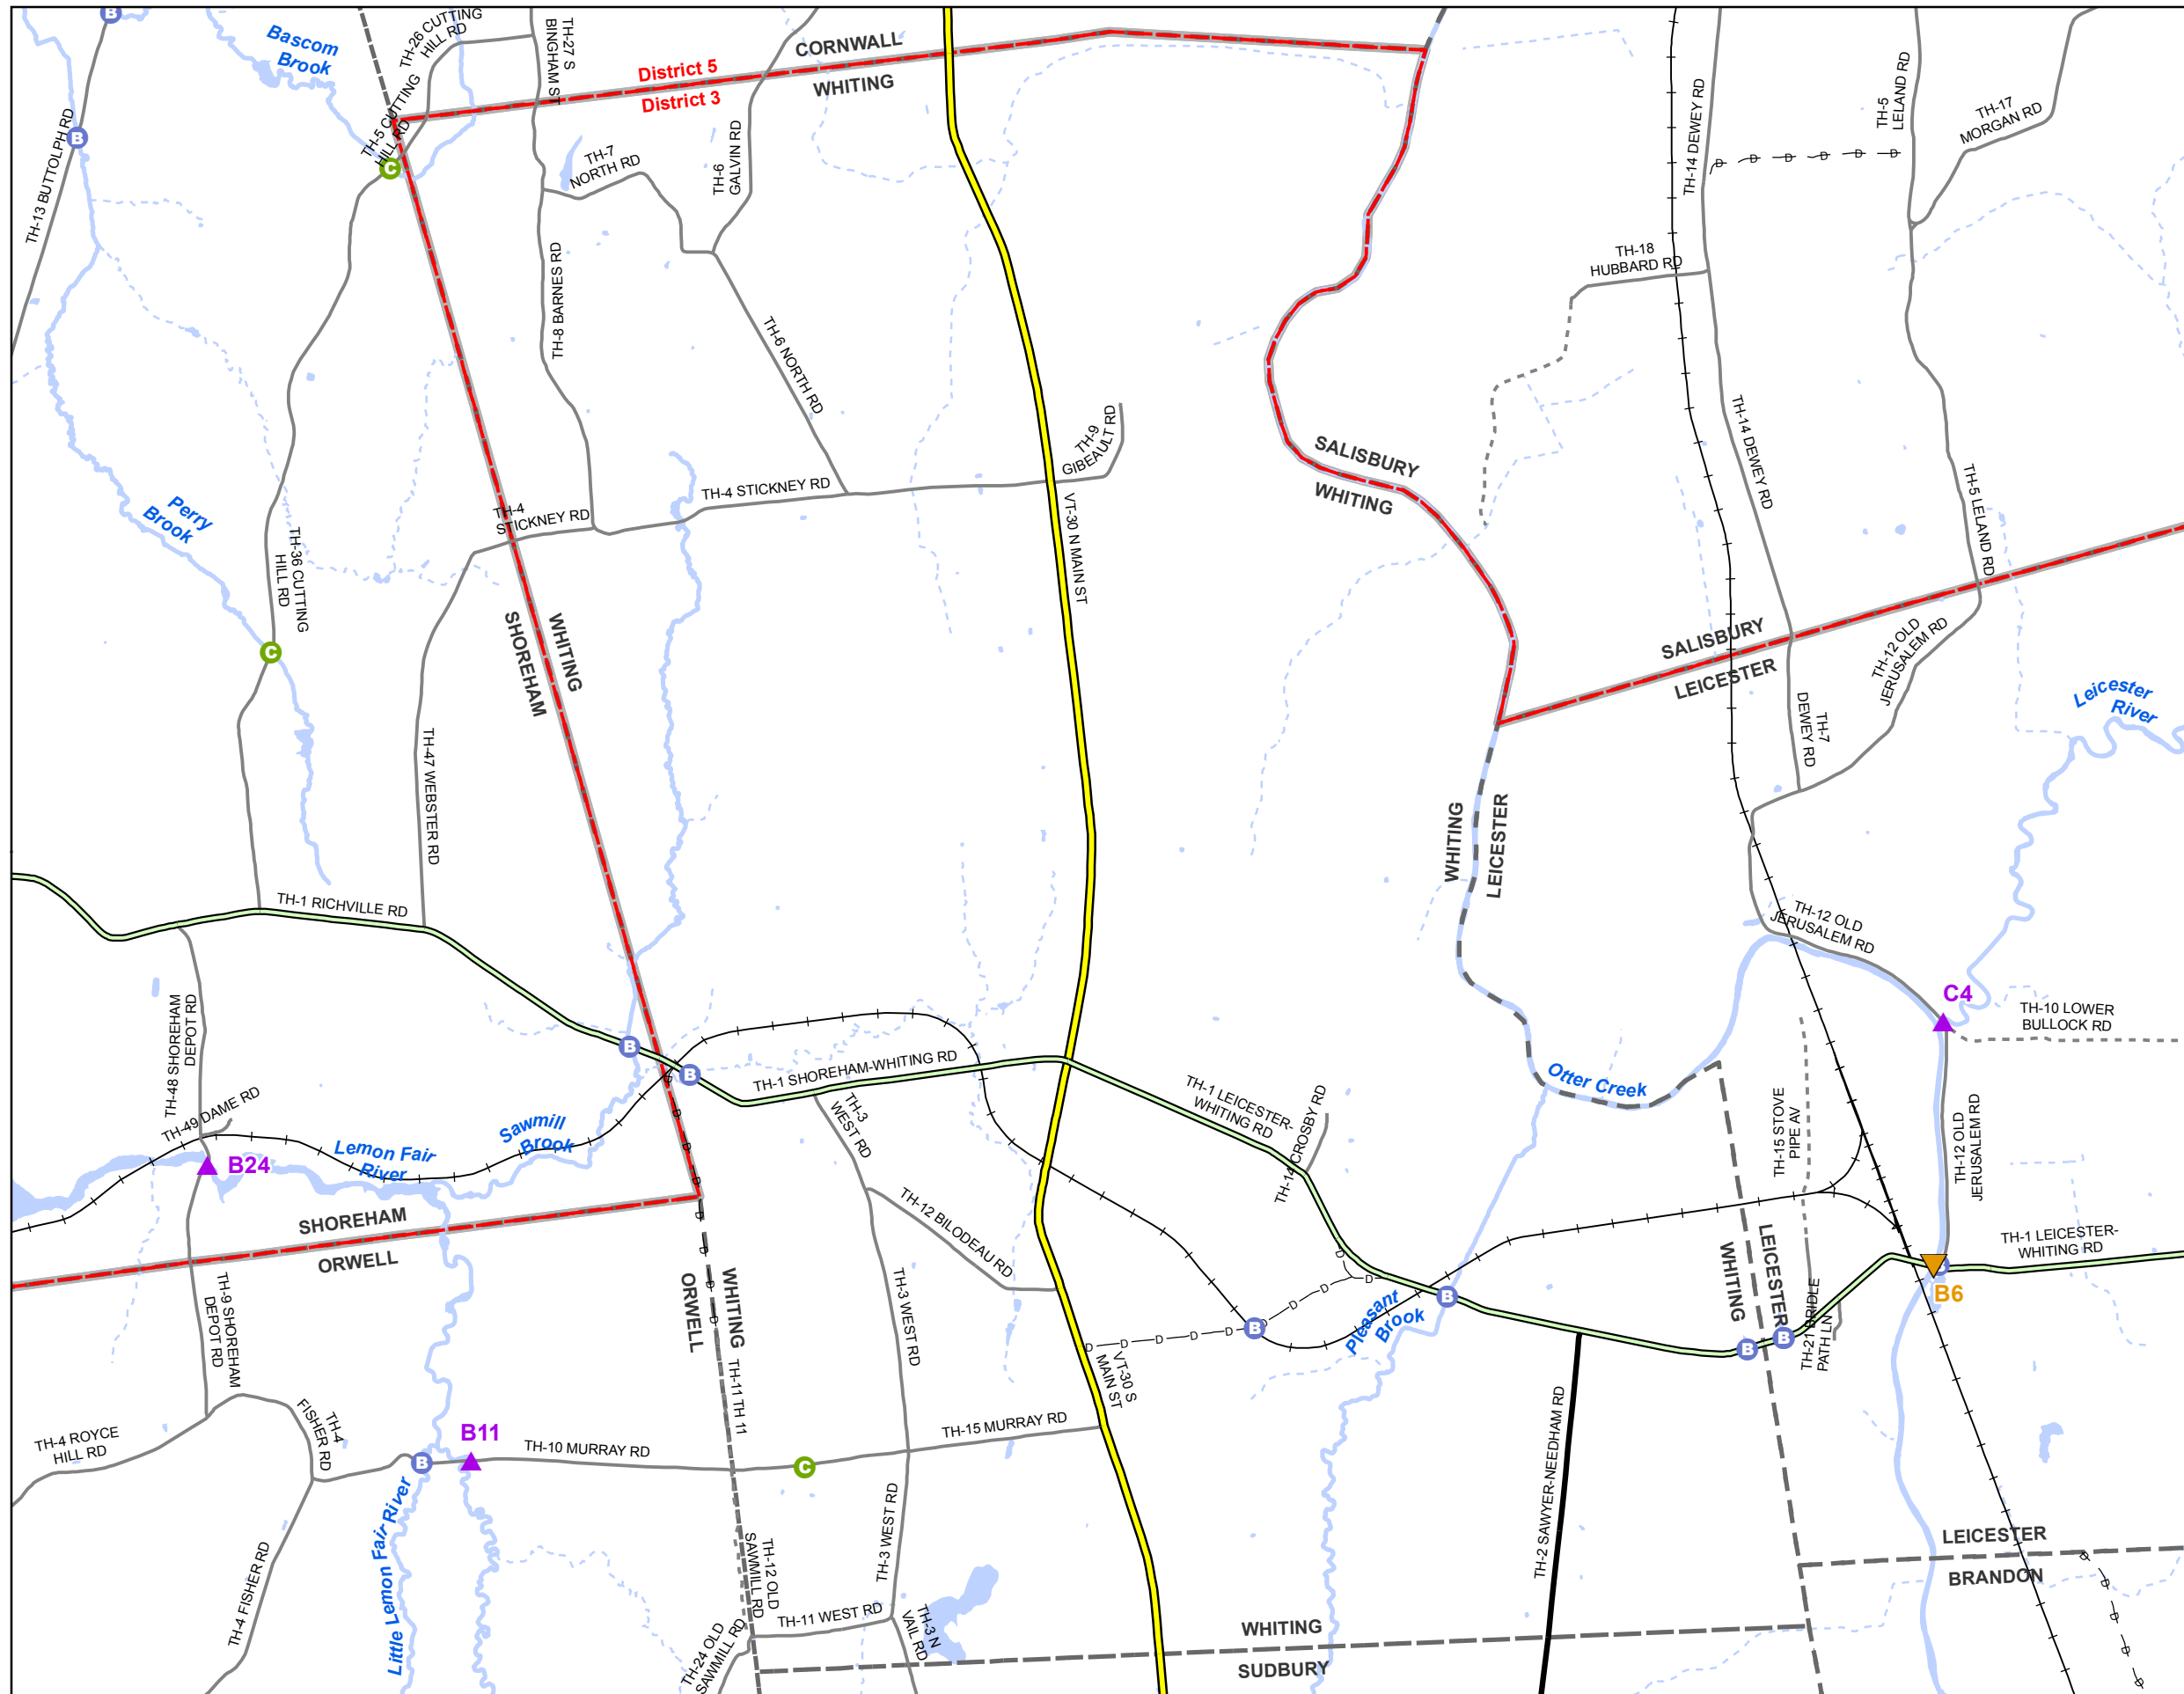 B
TH-26 CUTTING
HILL RD
TH-27 S
BINGHAM ST
Bascom
Brook
CORNWALL
WHITING
District 5
District 3
TH-5 CUTTING
HILL RD
C
B
TH-13 BUTTOLPH RD
TH-7
NORTH RD
TH-6
GALVIN RD
TH-14 DEWEY RD
TH-5
LELAND RD
TH-17
MORGAN RD
D D D D D D
TH-8 BARNES RD
TH-18
HUBBARD RD
TH-6 NORTH RD
TH-9
GIBEAULT RD
SALISBURY
WHITING
TH-14 DEWEY RD
TH-5 LELAND RD
Perry
Brook
TH-4
STICKNEY RD
TH-4 STICKNEY RD
VT-30 N MAIN ST
TH-36 CUTTING
HILL RD
C
WHITING
SHOREHAM
SALISBURY
LEICESTER
TH-12 OLD
JERUSALEM RD
TH-7
DEWEY RD
Leicester
River
TH-47 WEBSTER RD
WHITING
LEICESTER
TH-1 RICHVILLE RD
TH-12 OLD
JERUSALEM RD
TH-48 SHOREHAM
DEPOT RD
C4
TH-10 LOWER
BULLOCK RD
B
B
TH-1 SHOREHAM-WHITING RD
TH-1 LEICESTER-
WHITING RD
Otter Creek
TH-15 STOVE
PIPE AV
TH-49 DAME RD
Sawmill
Brook
Lemon Fair
River
B24
TH-3
WEST RD
TH-14 CROSBY RD
TH-12 OLD
JERUSALEM RD
D D D D D D D
TH-12 BILODEAU RD
SHOREHAM
ORWELL
TH-1 LEICESTER-
WHITING RD
WHITING
LEICESTER
B
B6
TH-9 SHOREHAM
DEPOT RD
WHITING
ORWELL
TH-3 WEST RD
D D D D D
B
D D D D
Pleasant
Brook
B
B
B
TH-21 BRIDLE
PATH LN
VT-30 S
MAIN ST
TH-11 TH 11
TH-4 ROYCE
HILL RD
TH-4
FISHER RD
B11
B
TH-10 MURRAY RD
C
TH-15 MURRAY RD
TH-2 SAWYER-NEEDHAM RD
Little Lemon Fair River
TH-4 FISHER RD
TH-12 OLD
SAWMILL RD
TH-3 WEST RD
LEICESTER
BRANDON
D D D D D
TH-24 OLD
SAWMILL RD
TH-11 WEST RD
TH-3 N
VAIL RD
WHITING
SUDBURY